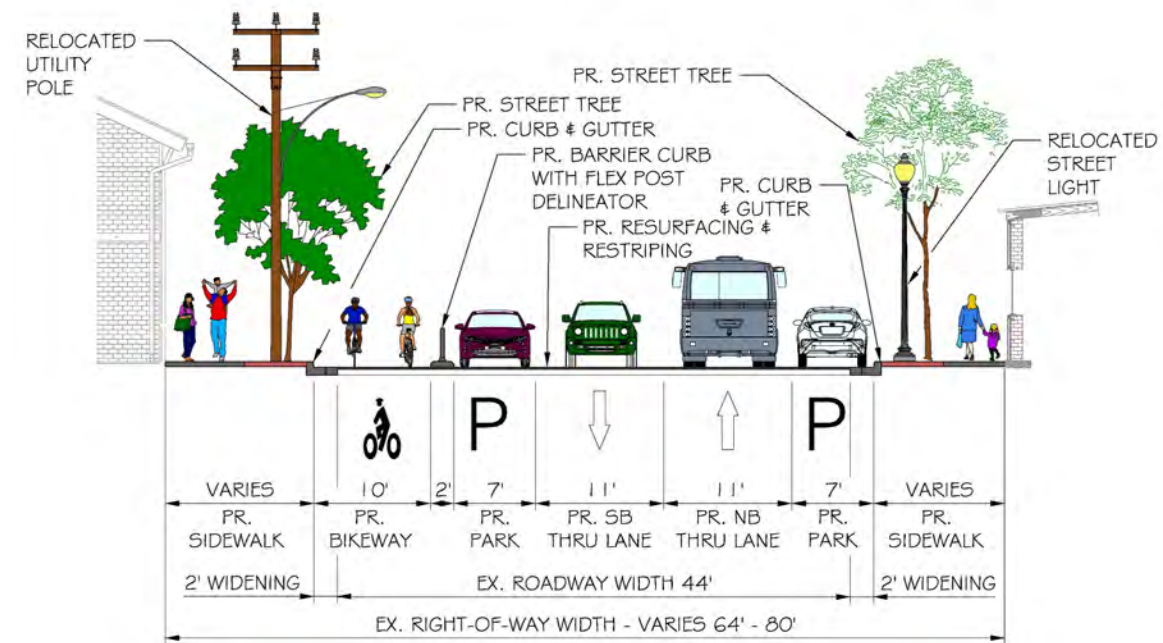 RELOCATED
UTILITY
POLE
PR. STREET TREE
PR. CURB & GUTTER
PR. BARRIER CURB
WITH FLEX POST
DELINEATOR
PR. RESURFACING &
RESTRIPING
PR. STREET TREE
PR. CURB
& GUTTER
RELOCATED
STREET
LIGHT
P
P
VARIES
10'
2'
7'
11'
11'
7'
VARIES
PR.
SIDEWALK
PR.
BIKEWAY
PR.
PARK
PR. SB
THRU LANE
PR. NB
THRU LANE
PR.
PARK
PR.
SIDEWALK
2' WIDENING
EX. ROADWAY WIDTH 44'
2' WIDENING
EX. RIGHT-OF-WAY WIDTH - VARIES 64' - 80'